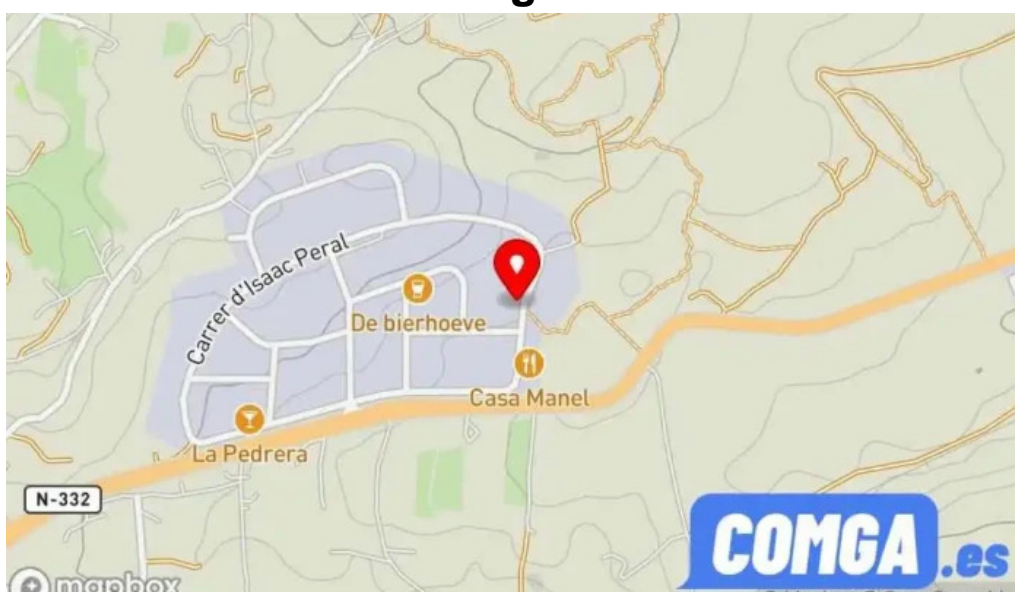 Carrer d'Isaac Peral
De bierhoeve
Casa Manel
La Pedrera
N-332
COMGA.es
mapbox